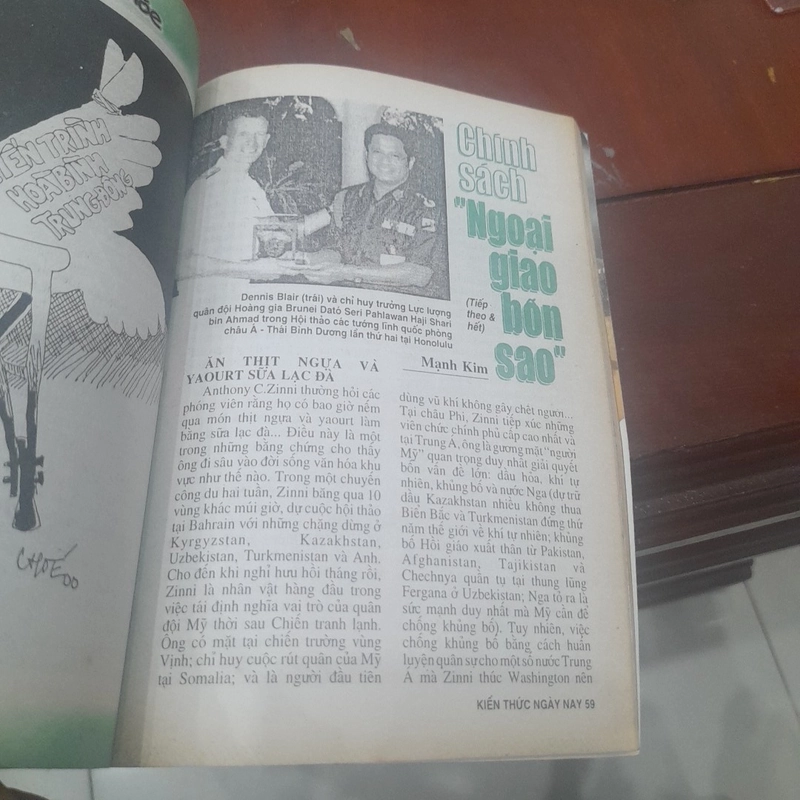 TIẾN TRÌNH
HOÀ BÌNH
TRUNG ĐÔNG
CHOÉ 00
Chính
sách
"Ngoại
giao
bốn
sao"
(Tiếp
theo &
hết)
Dennis Blair (trái) và chỉ huy trưởng Lực lượng
quân đội Hoàng gia Brunei Dató Seri Pahlawan Haji Shari
bin Ahmad trong Hội thảo các tướng lĩnh quốc phòng
châu Á - Thái Bình Dương lần thứ hai tại Honolulu
Mạnh Kim
ĂN THỊT NGỰA VÀ
YAOURT SỮA LẠC ĐÀ
Anthony C.Zinni thường hỏi các
phóng viên rằng họ có bao giờ nếm
qua món thịt ngựa và yaourt làm
bằng sữa lạc đà... Điều này là một
trong những bằng chứng cho thấy
ông đi sâu vào đời sống văn hóa khu
vực như thế nào. Trong một chuyến
công du hai tuần, Zinni băng qua 10
vùng khác múi giờ, dự cuộc hội thảo
tại Bahrain với những chặng dừng ở
Kyrgyzstan, Kazakhstan,
Uzbekistan, Turkmenistan và Anh.
Cho đến khi nghỉ hưu hồi tháng rồi,
Zinni là nhân vật hàng đầu trong
việc tái định nghĩa vai trò của quân
đội Mỹ thời sau Chiến tranh lạnh.
Ông có mặt tại chiến trường vùng
Vịnh; chỉ huy cuộc rút quân của Mỹ
tại Somalia; và là người đầu tiên
dùng vũ khí không gây chết người...
Tại châu Phi, Zinni tiếp xúc những
viên chức chính phủ cấp cao nhất và
tại Trung Á, ông là gương mặt "người
Mỹ" quan trọng duy nhất giải quyết
bốn vấn đề lớn: dầu hỏa, khí tự
nhiên, khủng bố và nước Nga (dự trữ
dầu Kazakhstan nhiều không thua
Biển Bắc và Turkmenistan đứng thứ
năm thế giới về khí tự nhiên; khủng
bố Hồi giáo xuất thân từ Pakistan,
Afghanistan, Tajikistan và
Chechnya quần tụ tại thung lũng
Fergana ở Uzbekistan; Nga tỏ ra là
sức mạnh duy nhất mà Mỹ cần để
chống khủng bố). Tuy nhiên, việc
chống khủng bố bằng cách huấn
luyện quân sự cho một số nước Trung
Á mà Zinni thúc Washington nên
KIẾN THỨC NGÀY NAY 59